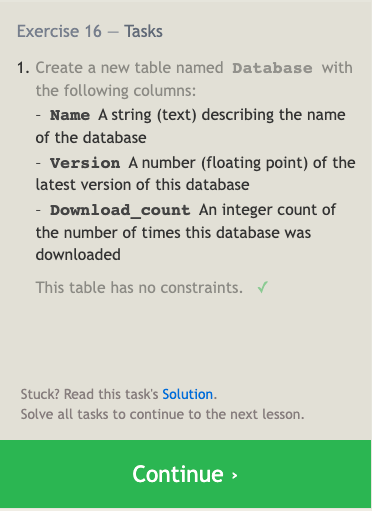 Exercise 16 — Tasks
1. Create a new table named Database with
the following columns:
- Name A string (text) describing the name
of the database
- Version A number (floating point) of the
latest version of this database
- Download_count An integer count of
the number of times this database was
downloaded
This table has no constraints. ✓
Stuck? Read this task's Solution.
Solve all tasks to continue to the next lesson.
Continue ›